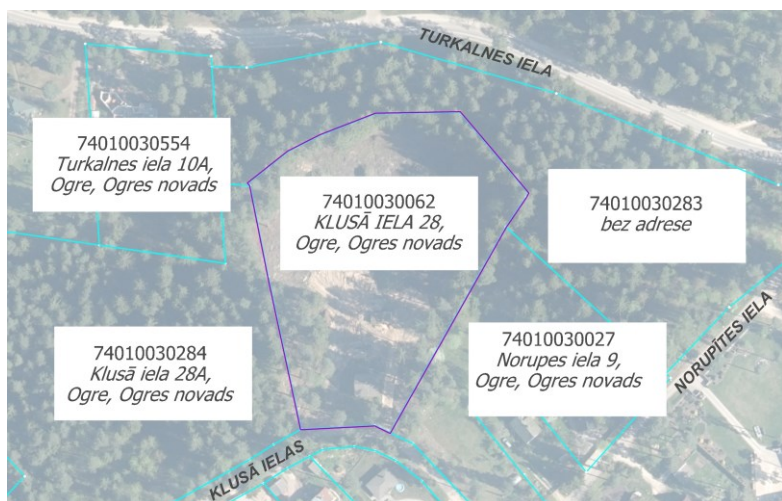 TURKALNES IELA
74010030554
Turkalnes iela 10A,
Ogre, Ogres novads
74010030062
KLUSĀ IELA 28,
Ogre, Ogres novads
74010030283
bez adrese
74010030284
Klusā iela 28A,
Ogre, Ogres novads
74010030027
Norupes iela 9,
Ogre, Ogres novads
NORUPĪTES IELA
KLUSĀ IELAS